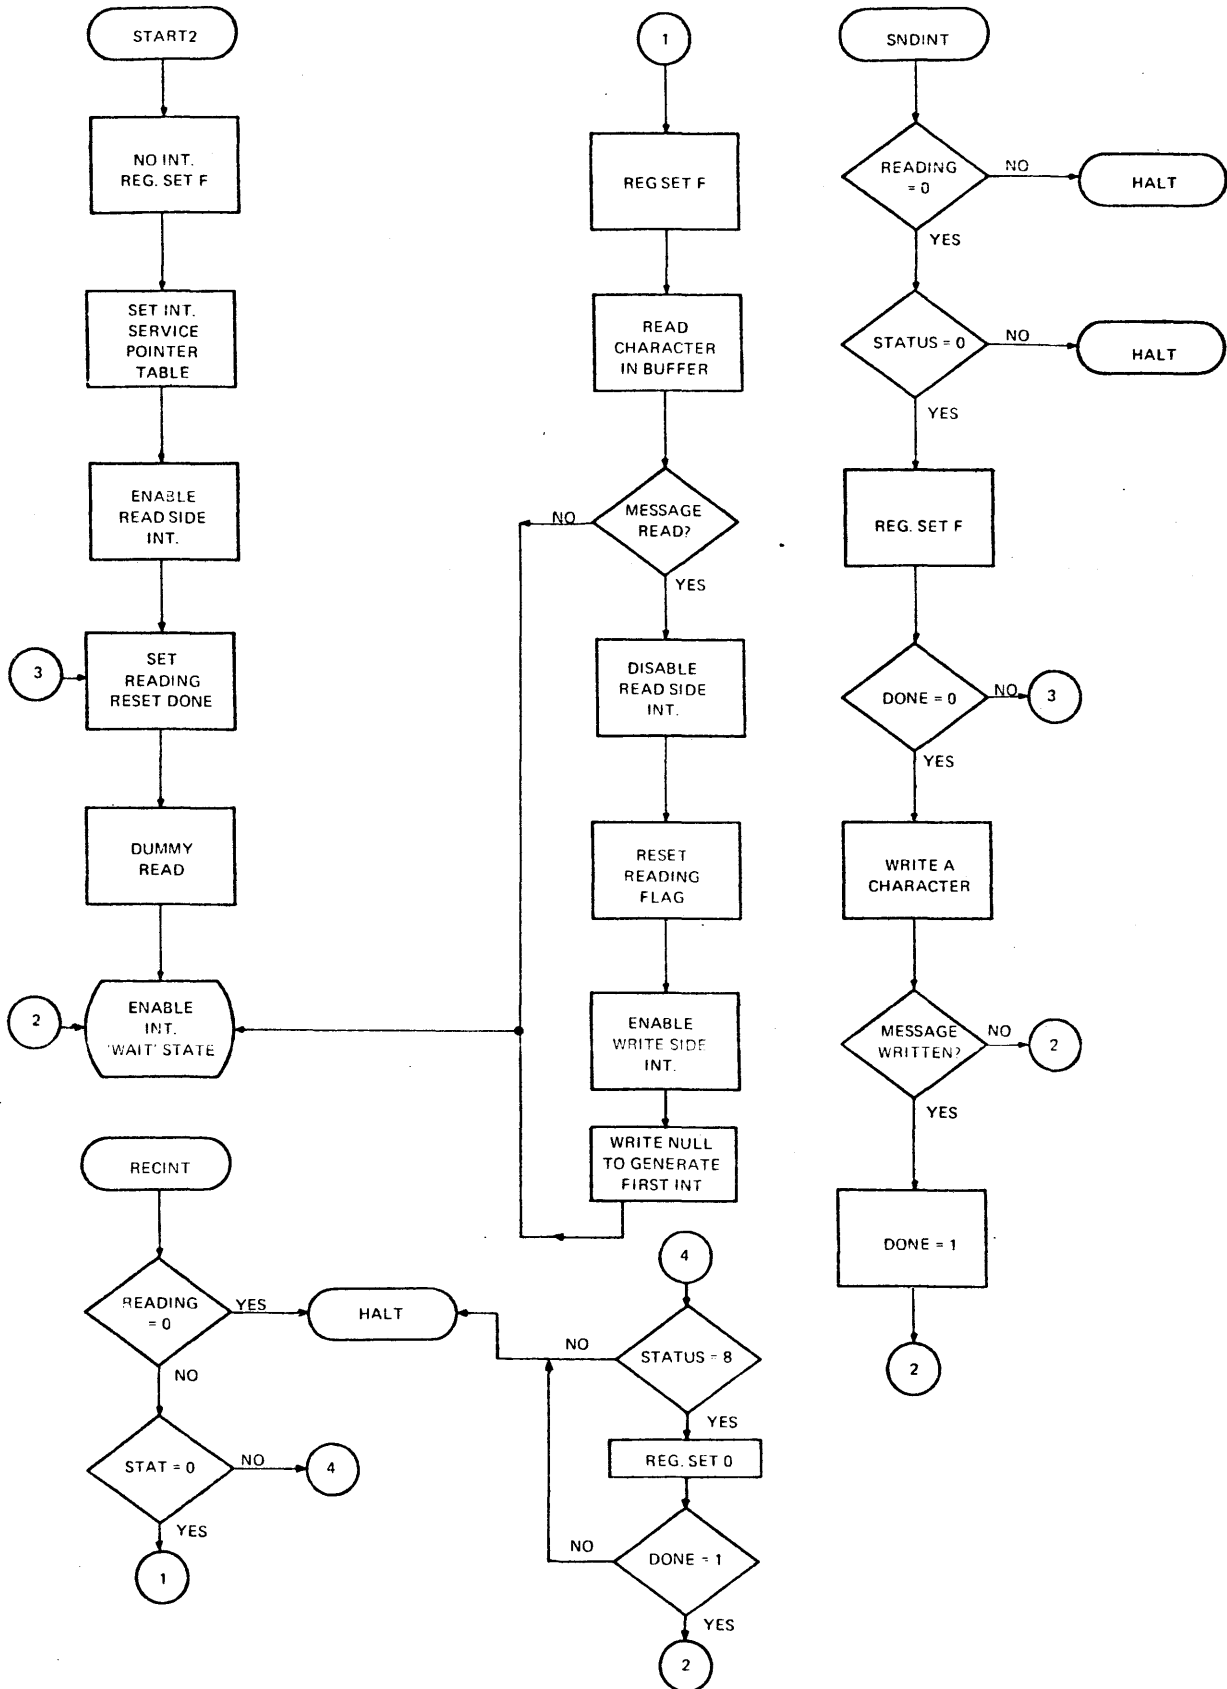 START2
NO INT.
REG. SET F
SET INT.
SERVICE
POINTER
TABLE
ENABLE
READ SIDE
INT.
3
SET
READING
RESET DONE
DUMMY
READ
2
ENABLE
INT.
'WAIT' STATE
RECINT
READING
= 0
YES
HALT
NO
STAT = 0
NO
4
YES
1
1
REG SET F
READ
CHARACTER
IN BUFFER
MESSAGE
READ?
NO
YES
DISABLE
READ SIDE
INT.
RESET
READING
FLAG
ENABLE
WRITE SIDE
INT.
WRITE NULL
TO GENERATE
FIRST INT
4
STATUS = 8
NO
YES
REG. SET 0
DONE = 1
NO
YES
2
SNDINT
READING
= 0
NO
HALT
YES
STATUS = 0
NO
HALT
YES
REG. SET F
DONE = 0
NO
3
YES
WRITE A
CHARACTER
MESSAGE
WRITTEN?
NO
2
YES
DONE = 1
2